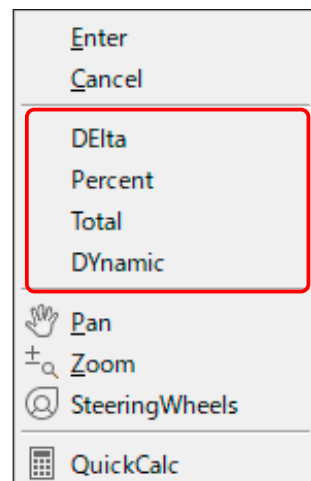 Enter
Cancel
DElta
Percent
Total
DYnamic
Pan
Zoom
SteeringWheels
QuickCalc